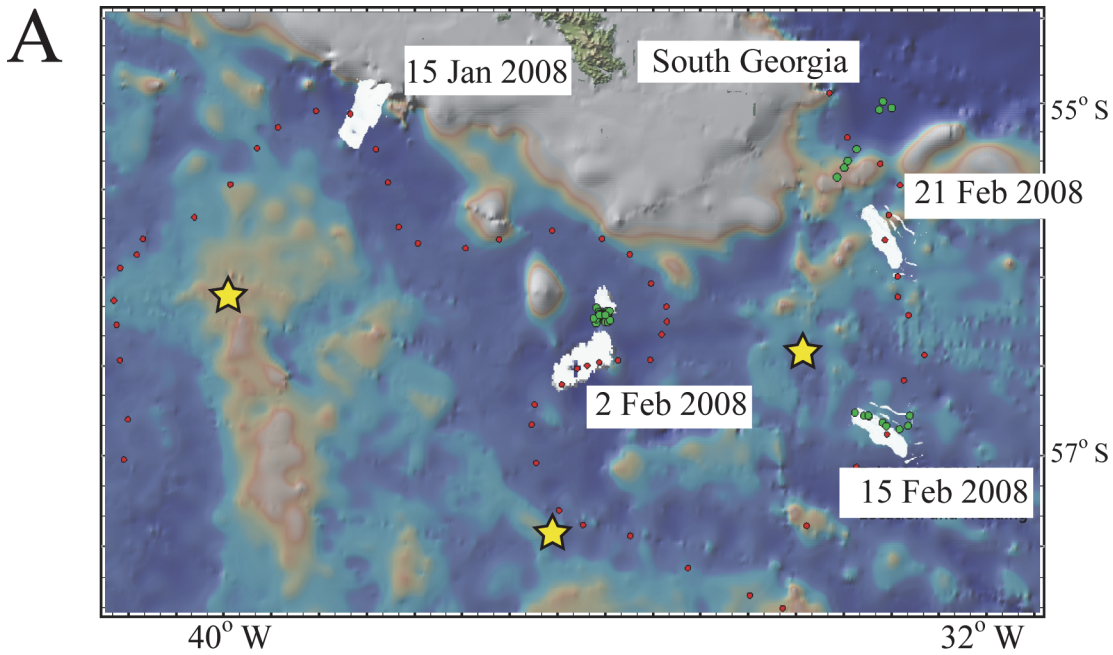 A
15 Jan 2008
South Georgia
55° S
21 Feb 2008
2 Feb 2008
57° S
15 Feb 2008
40° W
32° W